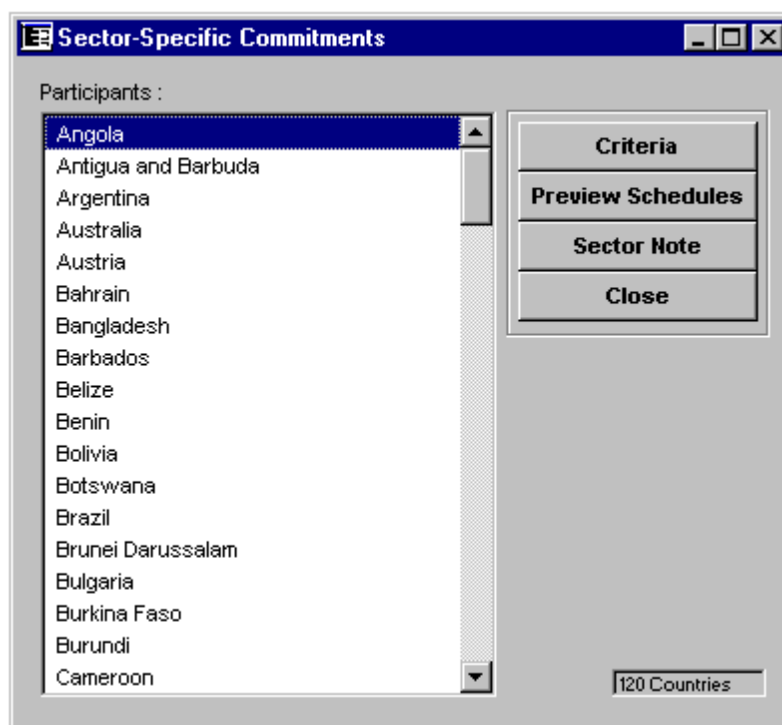 Sector-Specific Commitments
Participants :
Angola
Antigua and Barbuda
Argentina
Australia
Austria
Bahrain
Bangladesh
Barbados
Belize
Benin
Bolivia
Botswana
Brazil
Brunei Darussalam
Bulgaria
Burkina Faso
Burundi
Cameroon
Criteria
Preview Schedules
Sector Note
Close
120 Countries